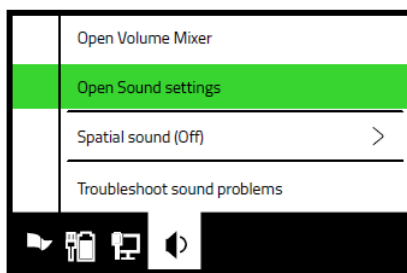 Open Volume Mixer
Open Sound settings
Spatial sound (Off)
Troubleshoot sound problems